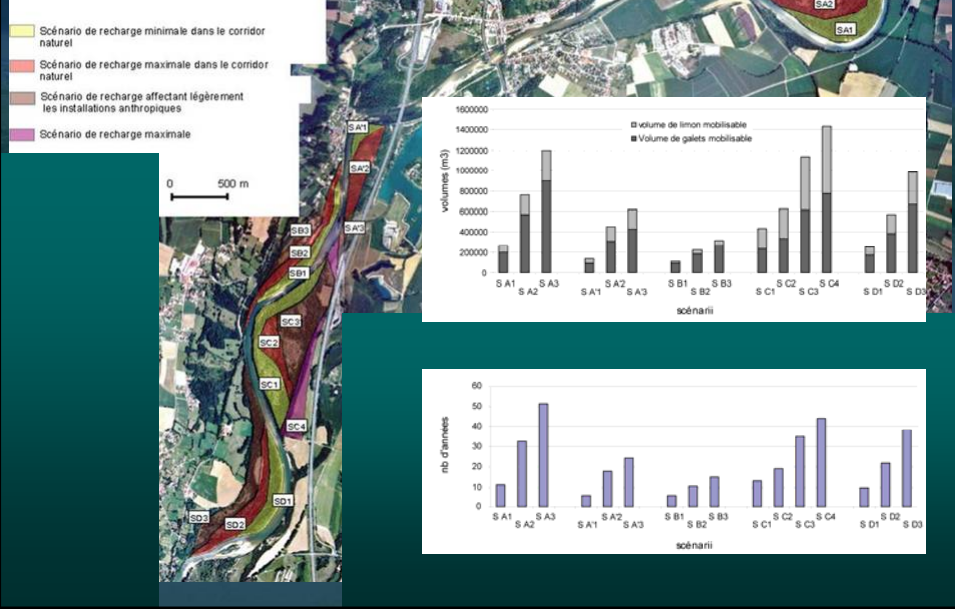 Scénario de recharge minimale dans le corridor
naturel
Scénario de recharge maximale dans le corridor
naturel
Scénario de recharge affectant légèrement
les installations anthropiques
Scénario de recharge maximale
0 500 m
SA2
SA1
SA'1
SA'2
SA'3
SB3
SB2
SB1
SC3
SC2
SC1
SC4
SD1
SD3
SD2
volumes (m3)
1600000
1400000
1200000
1000000
800000
600000
400000
200000
0
volume de limon mobilisable
Volume de galets mobilisable
S A1 S A3 S A'2 S B1 S B3 S C2 S C4 S D2
S A2 S A'1 S A'3 S B2 S C1 S C3 S D1 S D3
scénarii
nb d'années
60
50
40
30
20
10
0
S A1 S A3 S A'2 S B1 S B3 S C2 S C4 S D2
S A2 S A'1 S A'3 S B2 S C1 S C3 S D1 S D3
scénarii